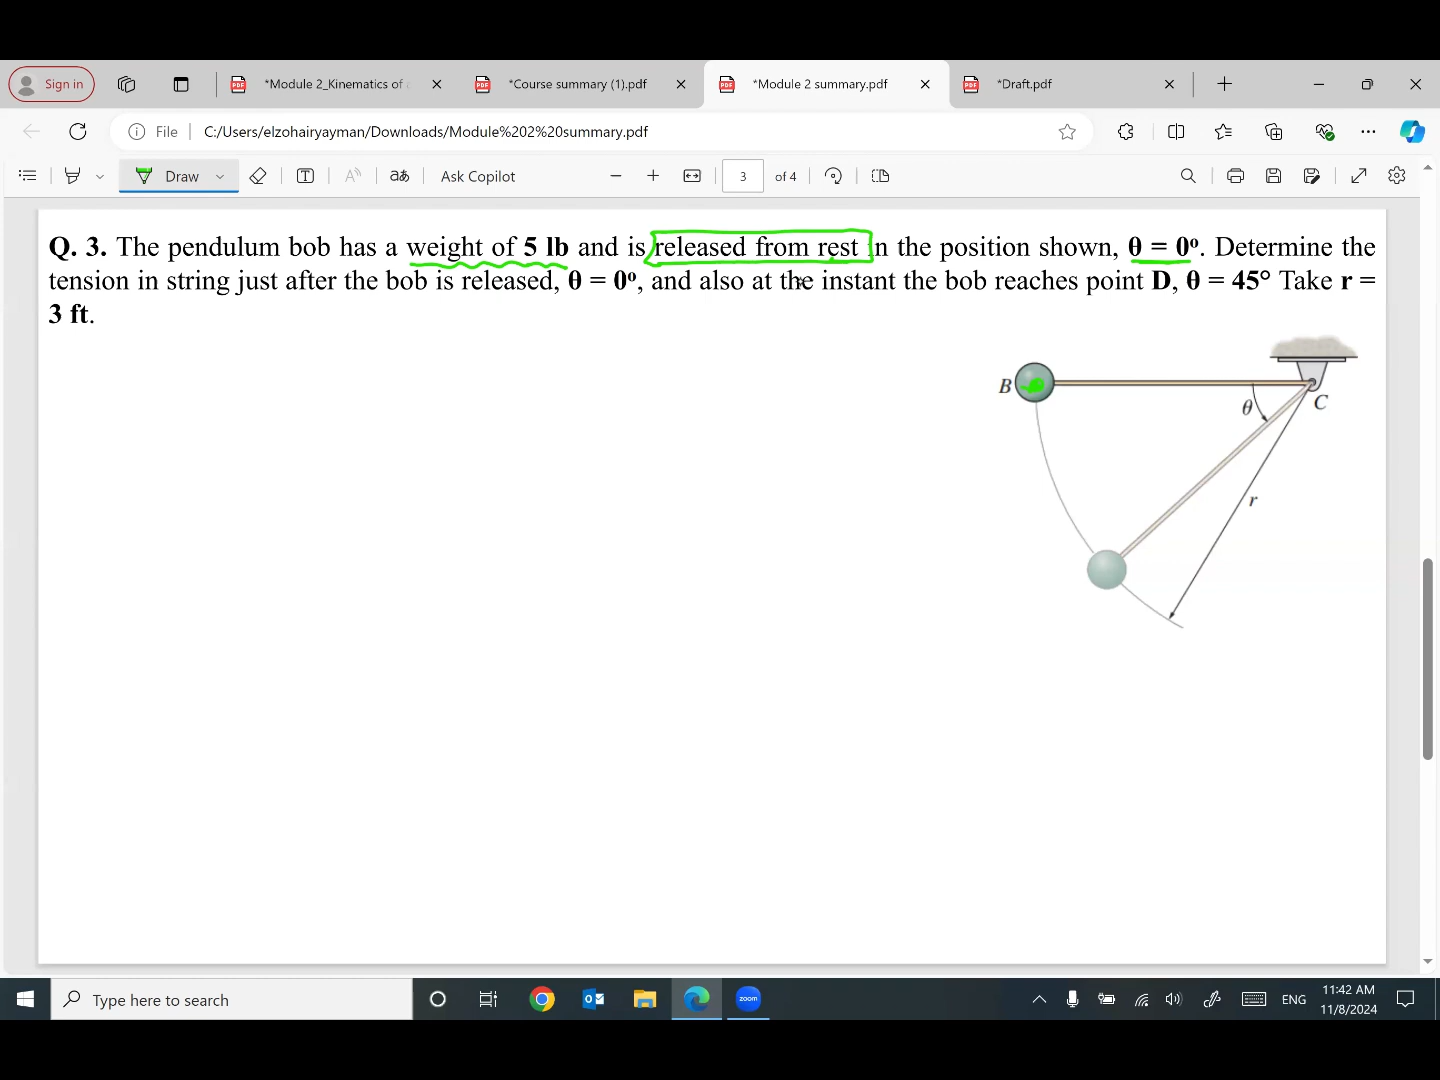 Sign in
*Module 2_Kinematics of
*Course summary (1).pdf
*Module 2 summary.pdf
*Draft.pdf
File
C:/Users/elzohairyayman/Downloads/Module%202%20summary.pdf
Draw
T
A
aあ
Ask Copilot
3
of 4
Q. 3. The pendulum bob has a weight of 5 lb and is released from rest in the position shown, θ = 0º. Determine the
tension in string just after the bob is released, θ = 0º, and also at the instant the bob reaches point D, θ = 45° Take r =
3 ft.
B
θ
C
r
Type here to search
zoom
ENG
11:42 AM
11/8/2024